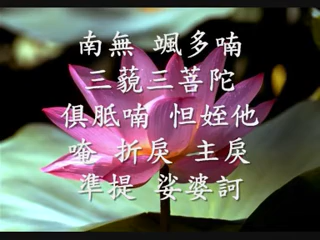 南無 颯多喃
三藐三菩陀
俱胝喃 怛姪他
唵 折戾 主戾
準提 娑婆訶